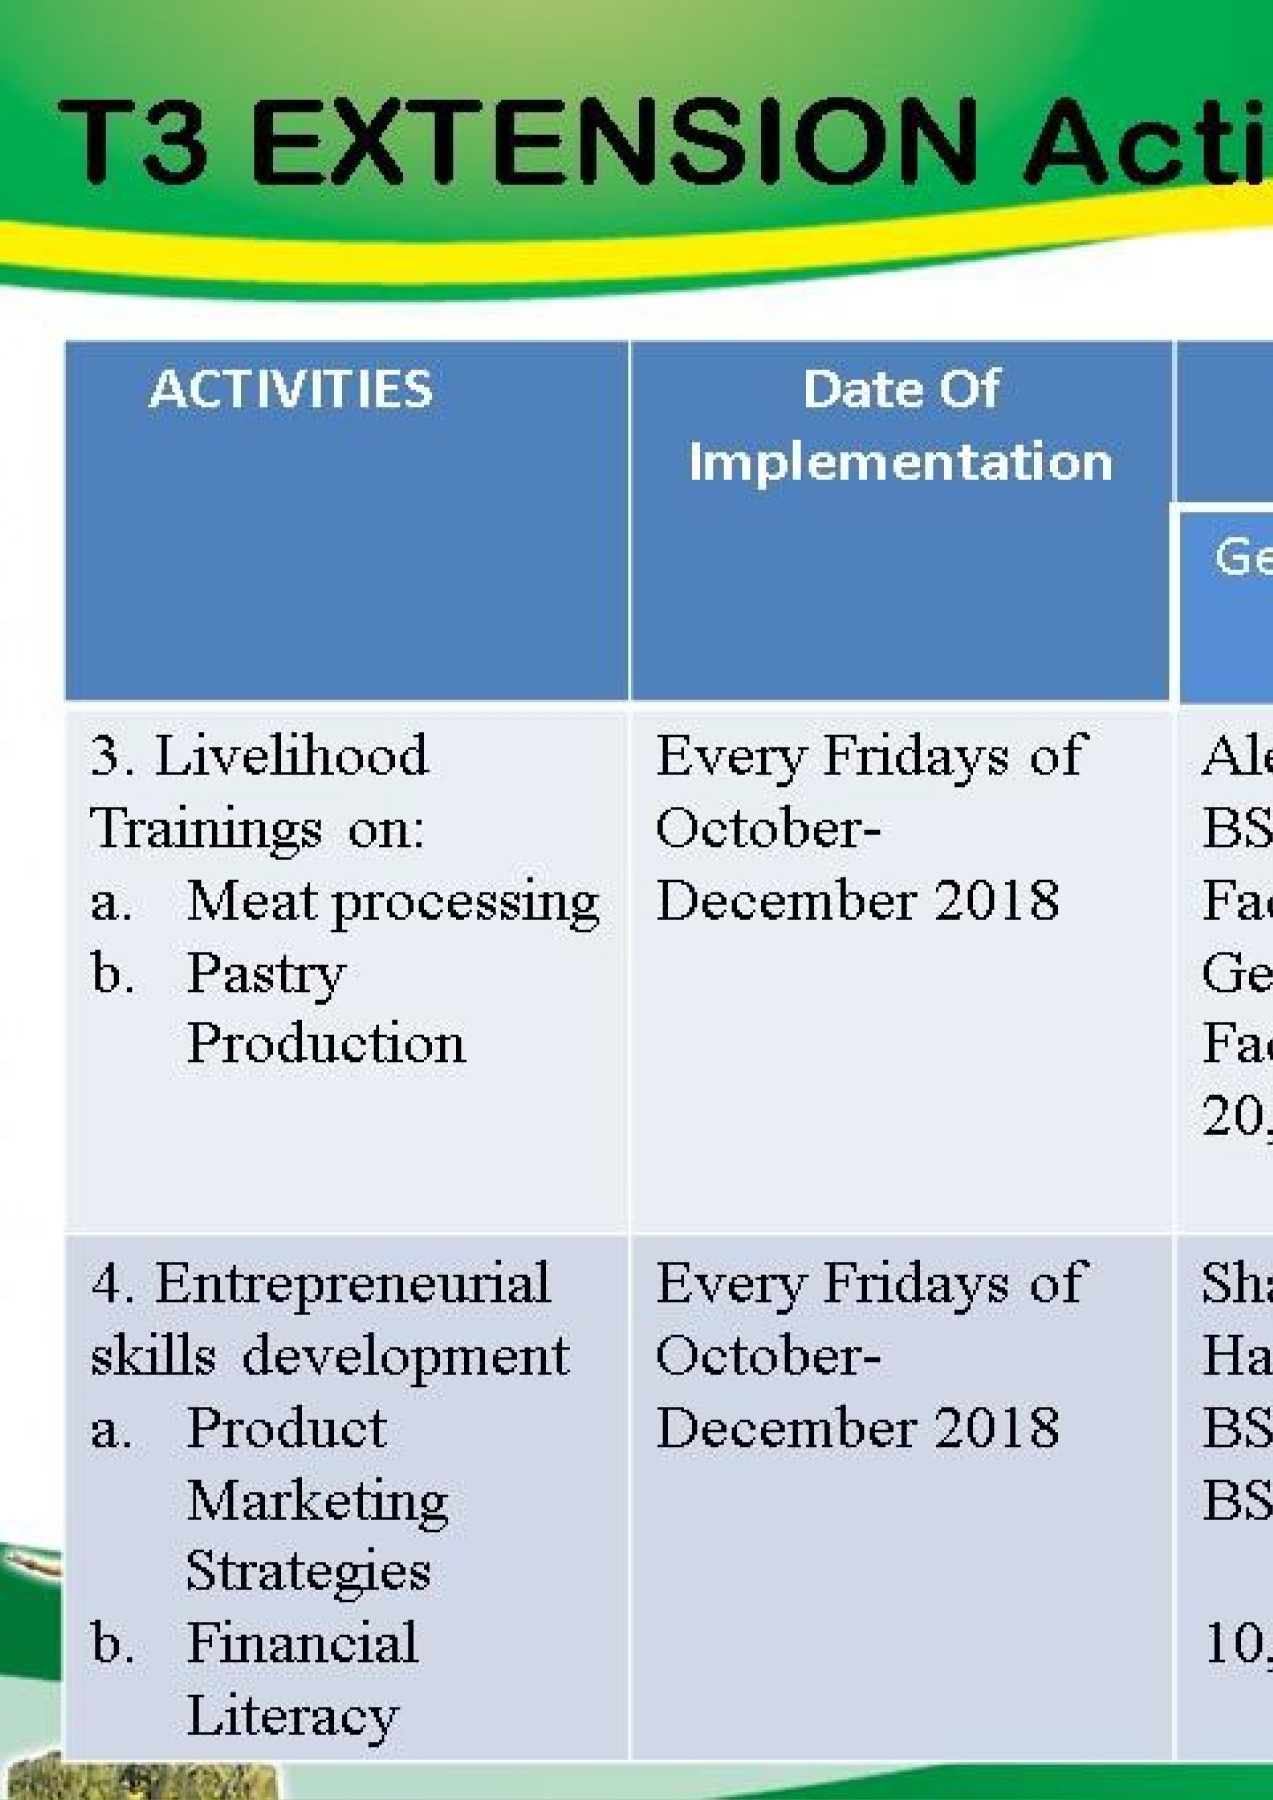 T3 EXTENSION Acti
ACTIVITIES
Date Of
Implementation
Ge
3. Livelihood
Trainings on:
a. Meat processing
b. Pastry
Production
Every Fridays of
October-
December 2018
Ale
BS
Fac
Ge
Fac
20,
4. Entrepreneurial
skills development
a. Product
Marketing
Strategies
b. Financial
Literacy
Every Fridays of
October-
December 2018
Sha
Ha
BS
BS
10,